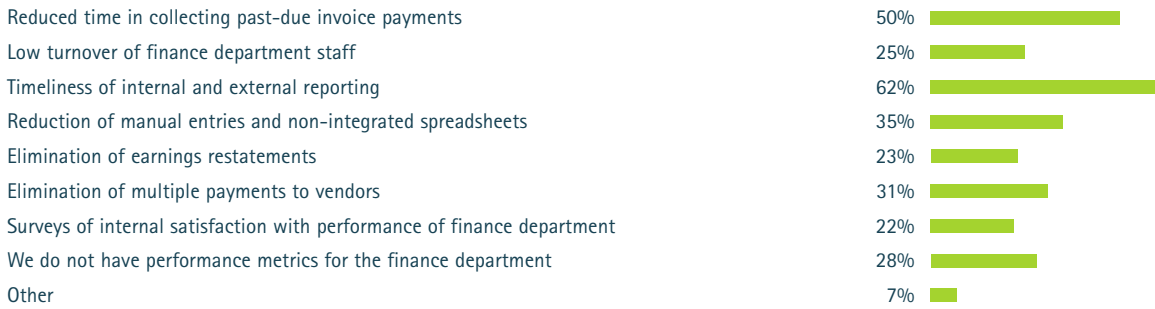 Reduced time in collecting past-due invoice payments 50%
Low turnover of finance department staff 25%
Timeliness of internal and external reporting 62%
Reduction of manual entries and non-integrated spreadsheets 35%
Elimination of earnings restatements 23%
Elimination of multiple payments to vendors 31%
Surveys of internal satisfaction with performance of finance department 22%
We do not have performance metrics for the finance department 28%
Other 7%